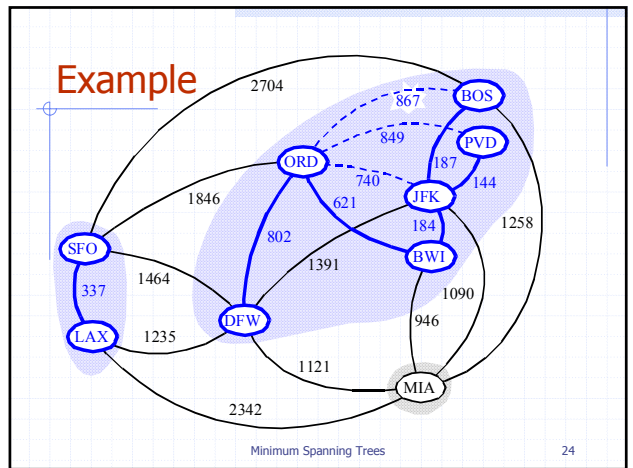 Example
2704
867
BOS
849
PVD
ORD
187
740
144
1846
621
JFK
184
1258
SFO
802
BWI
1464
1391
337
1090
946
DFW
LAX
1235
1121
MIA
2342
Minimum Spanning Trees
24